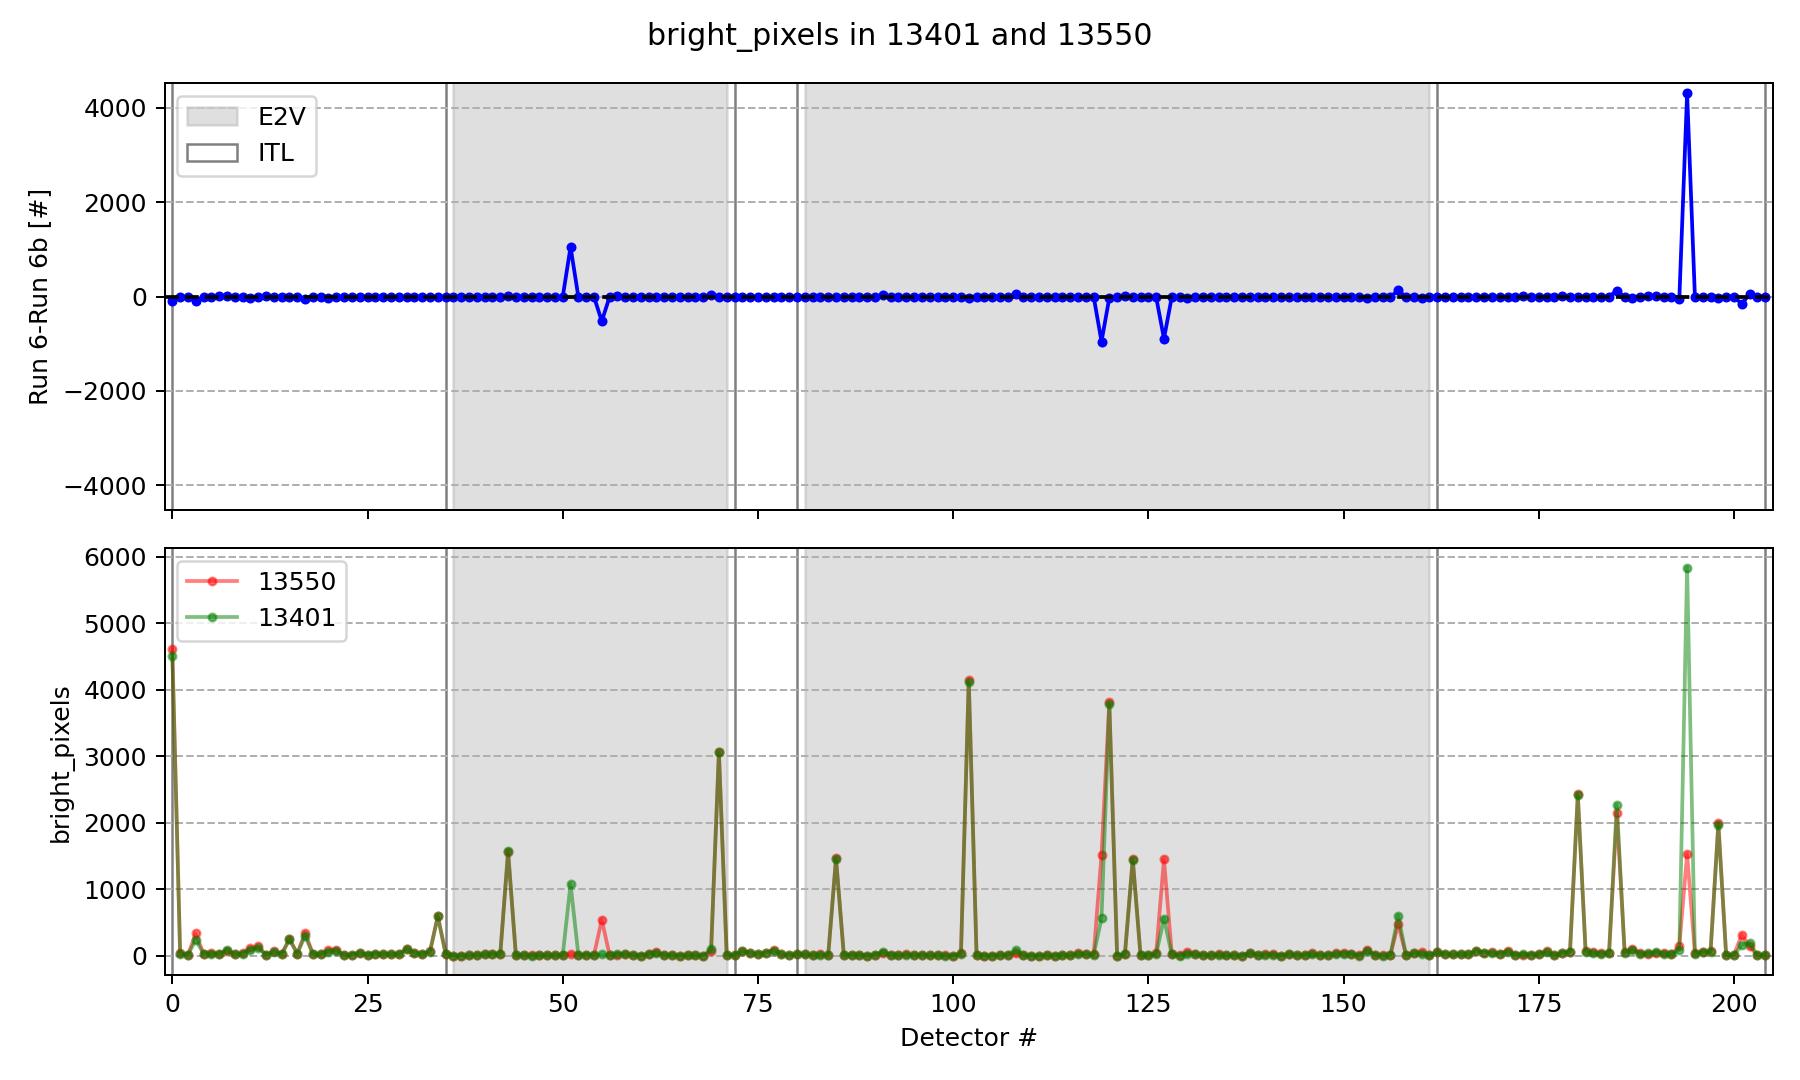 bright_pixels in 13401 and 13550
Run 6-Run 6b [#]
4000
2000
0
−2000
−4000
E2V
ITL
bright_pixels
6000
5000
4000
3000
2000
1000
0
13550
13401
0 25 50 75 100 125 150 175 200
Detector #